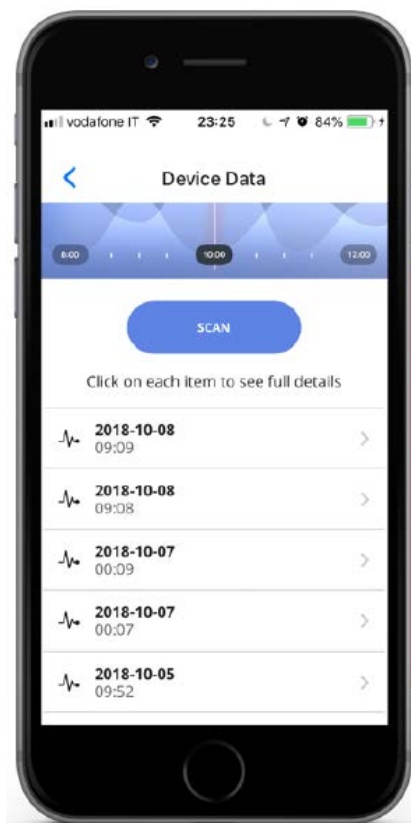 vodafone IT 23:25 84%
Device Data
8:00 10:00 12:00
SCAN
Click on each item to see full details
2018-10-08
09:09
2018-10-08
09:08
2018-10-07
00:09
2018-10-07
00:07
2018-10-05
09:52